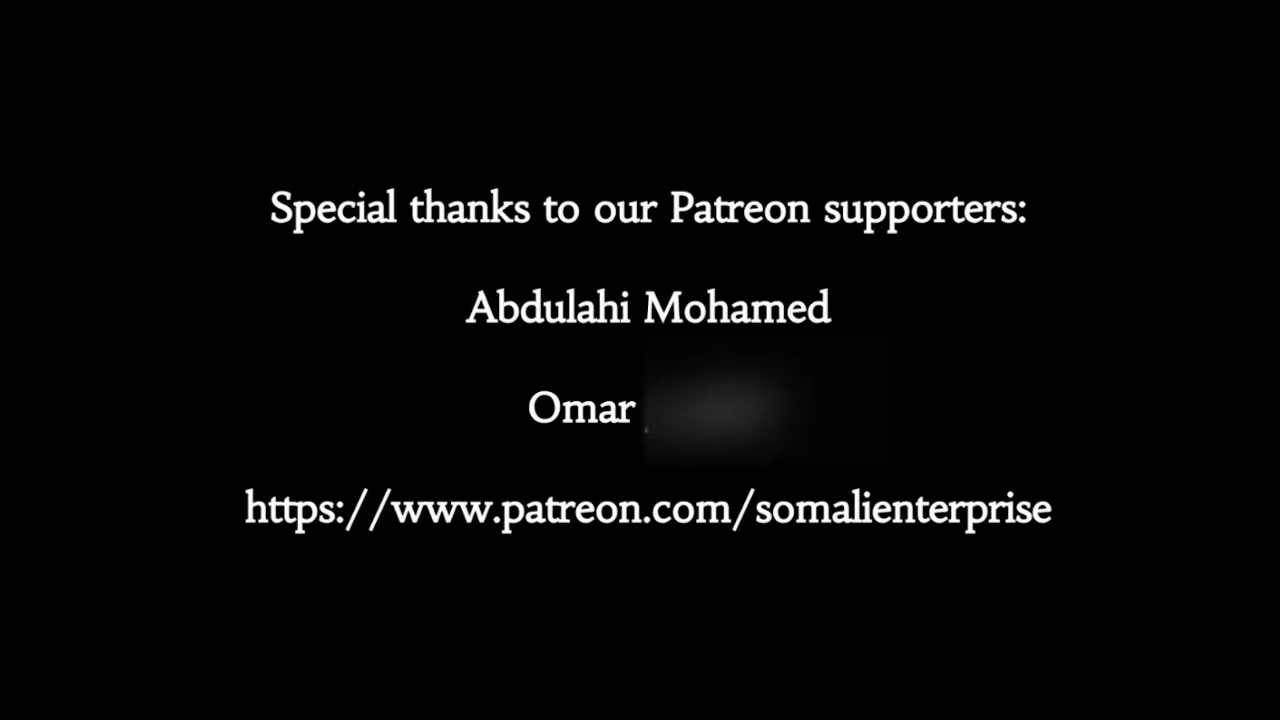 Special thanks to our Patreon supporters:
Abdulahi Mohamed
Omar
https://www.patreon.com/somalienterprise